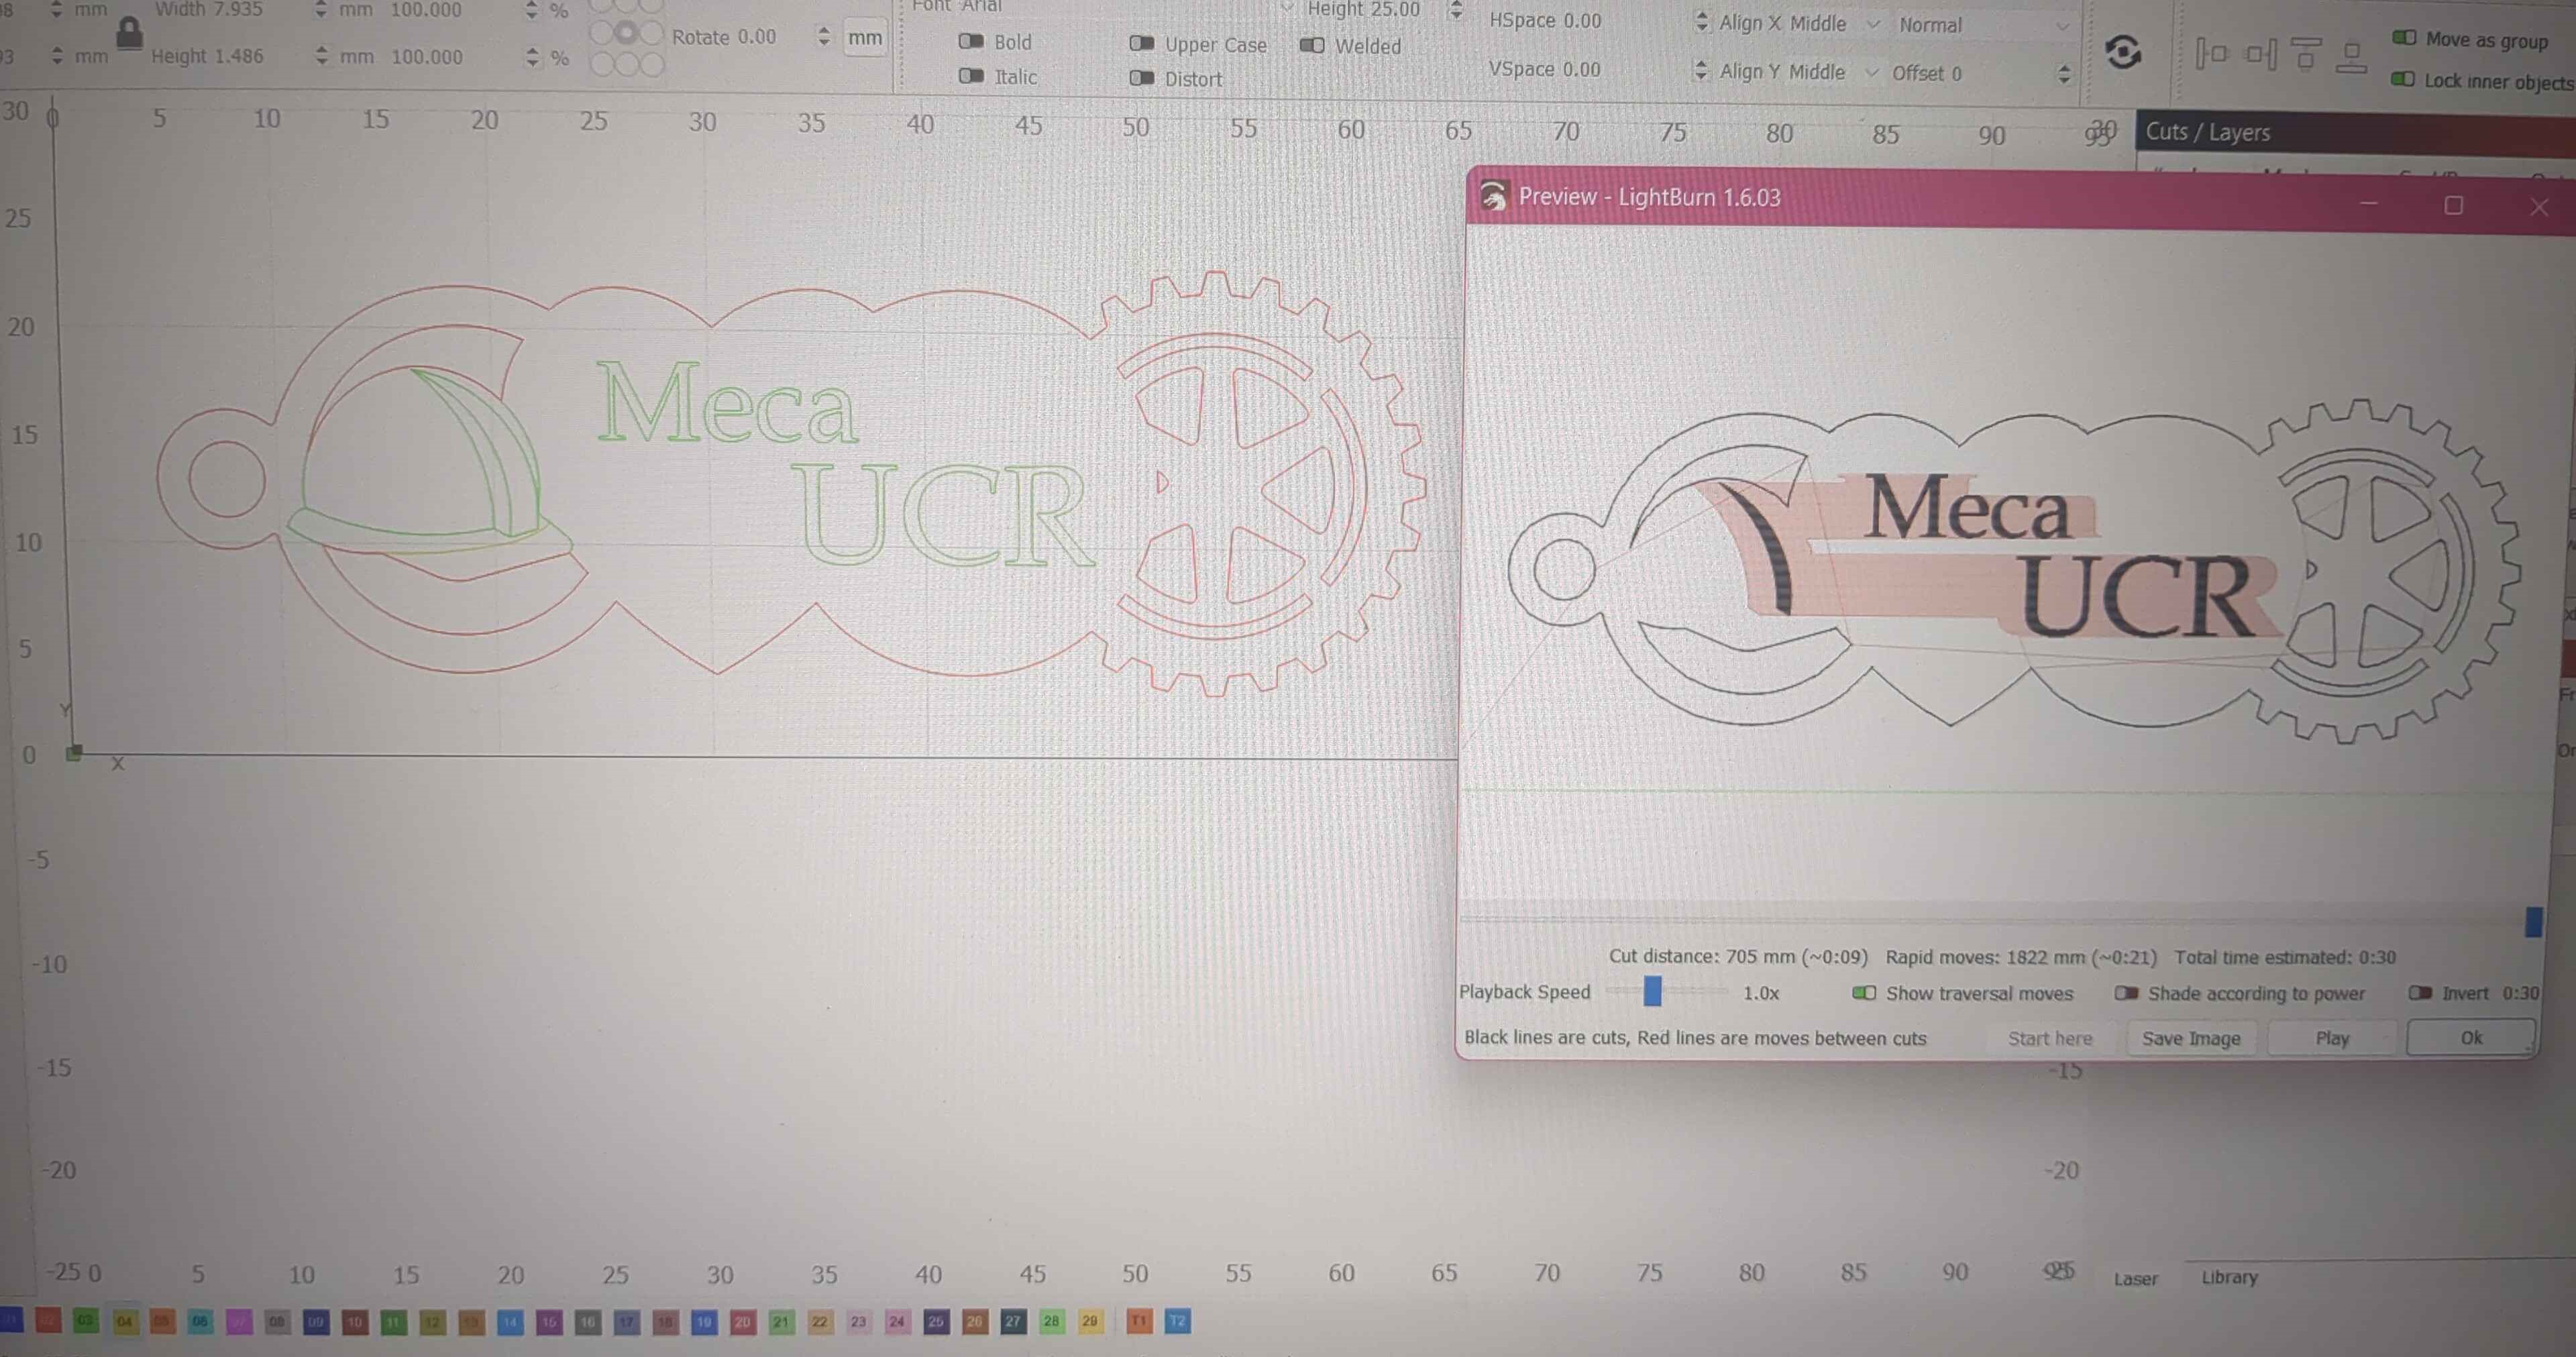 mm Width 7.935 mm 100.000 %
mm Height 1.486 mm 100.000 %
Rotate 0.00 mm
Font Arial
Height 25.00
Bold Upper Case Welded
Italic Distort
HSpace 0.00 Align X Middle Normal
VSpace 0.00 Align Y Middle Offset 0
Move as group
Lock inner objects
30 0 5 10 15 20 25 30 35 40 45 50 55 60 65 70 75 80 85 90
Cuts / Layers
Preview - LightBurn 1.6.03
25
20
15
10
5
0
Y
X
Meca
UCR
Meca
UCR
-5
-10
-15
-20
-25
Cut distance: 705 mm (~0:09) Rapid moves: 1822 mm (~0:21) Total time estimated: 0:30
Playback Speed 1.0x Show traversal moves Shade according to power Invert 0:30
Black lines are cuts, Red lines are moves between cuts Start here Save Image Play Ok
-15
-20
0 5 10 15 20 25 30 35 40 45 50 55 60 65 70 75 80 85 90
Laser Library
03 04 05 06 08 09 10 11 12 13 14 15 16 17 18 19 20 21 22 23 24 25 26 27 28 29 T1 T2